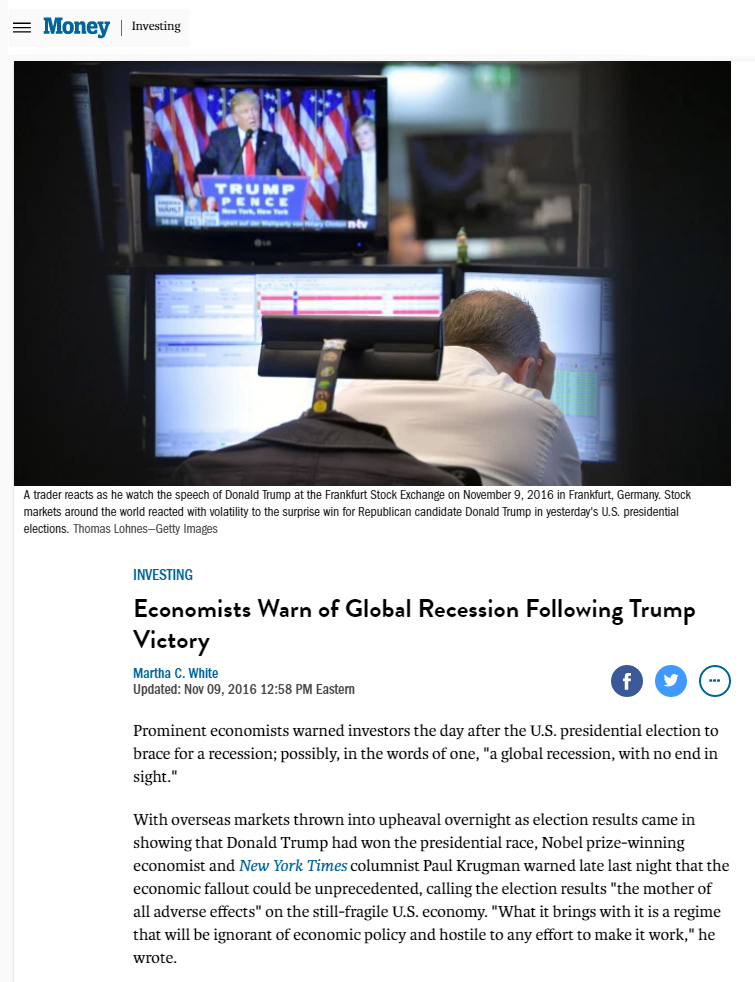 Money | Investing
TRUMP
PENCE
New York, New York
AMERIKA
WÄHLT
n-tv
LG
A trader reacts as he watch the speech of Donald Trump at the Frankfurt Stock Exchange on November 9, 2016 in Frankfurt, Germany. Stock
markets around the world reacted with volatility to the surprise win for Republican candidate Donald Trump in yesterday's U.S. presidential
elections. Thomas Lohnes—Getty Images
INVESTING
Economists Warn of Global Recession Following Trump
Victory
Martha C. White
Updated: Nov 09, 2016 12:58 PM Eastern
Prominent economists warned investors the day after the U.S. presidential election to
brace for a recession; possibly, in the words of one, "a global recession, with no end in
sight."
With overseas markets thrown into upheaval overnight as election results came in
showing that Donald Trump had won the presidential race, Nobel prize-winning
economist and New York Times columnist Paul Krugman warned late last night that the
economic fallout could be unprecedented, calling the election results "the mother of
all adverse effects" on the still-fragile U.S. economy. "What it brings with it is a regime
that will be ignorant of economic policy and hostile to any effort to make it work," he
wrote.